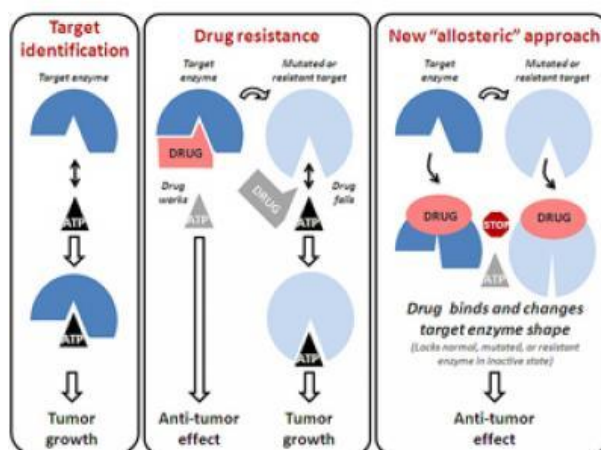 Target
identification
Target enzyme
ATP
ATP
Tumor
growth
Drug resistance
Target
enzyme
Mutated or
resistant target
DRUG
Drug
works
DRUG
Drug
fails
ATP
ATP
ATP
Anti-tumor
effect
Tumor
growth
New "allosteric" approach
Target
enzyme
Mutated or
resistant target
DRUG
STOP
DRUG
ATP
Drug binds and changes
target enzyme shape
(Locks normal, mutated, or resistant
enzyme in inactive state)
Anti-tumor
effect